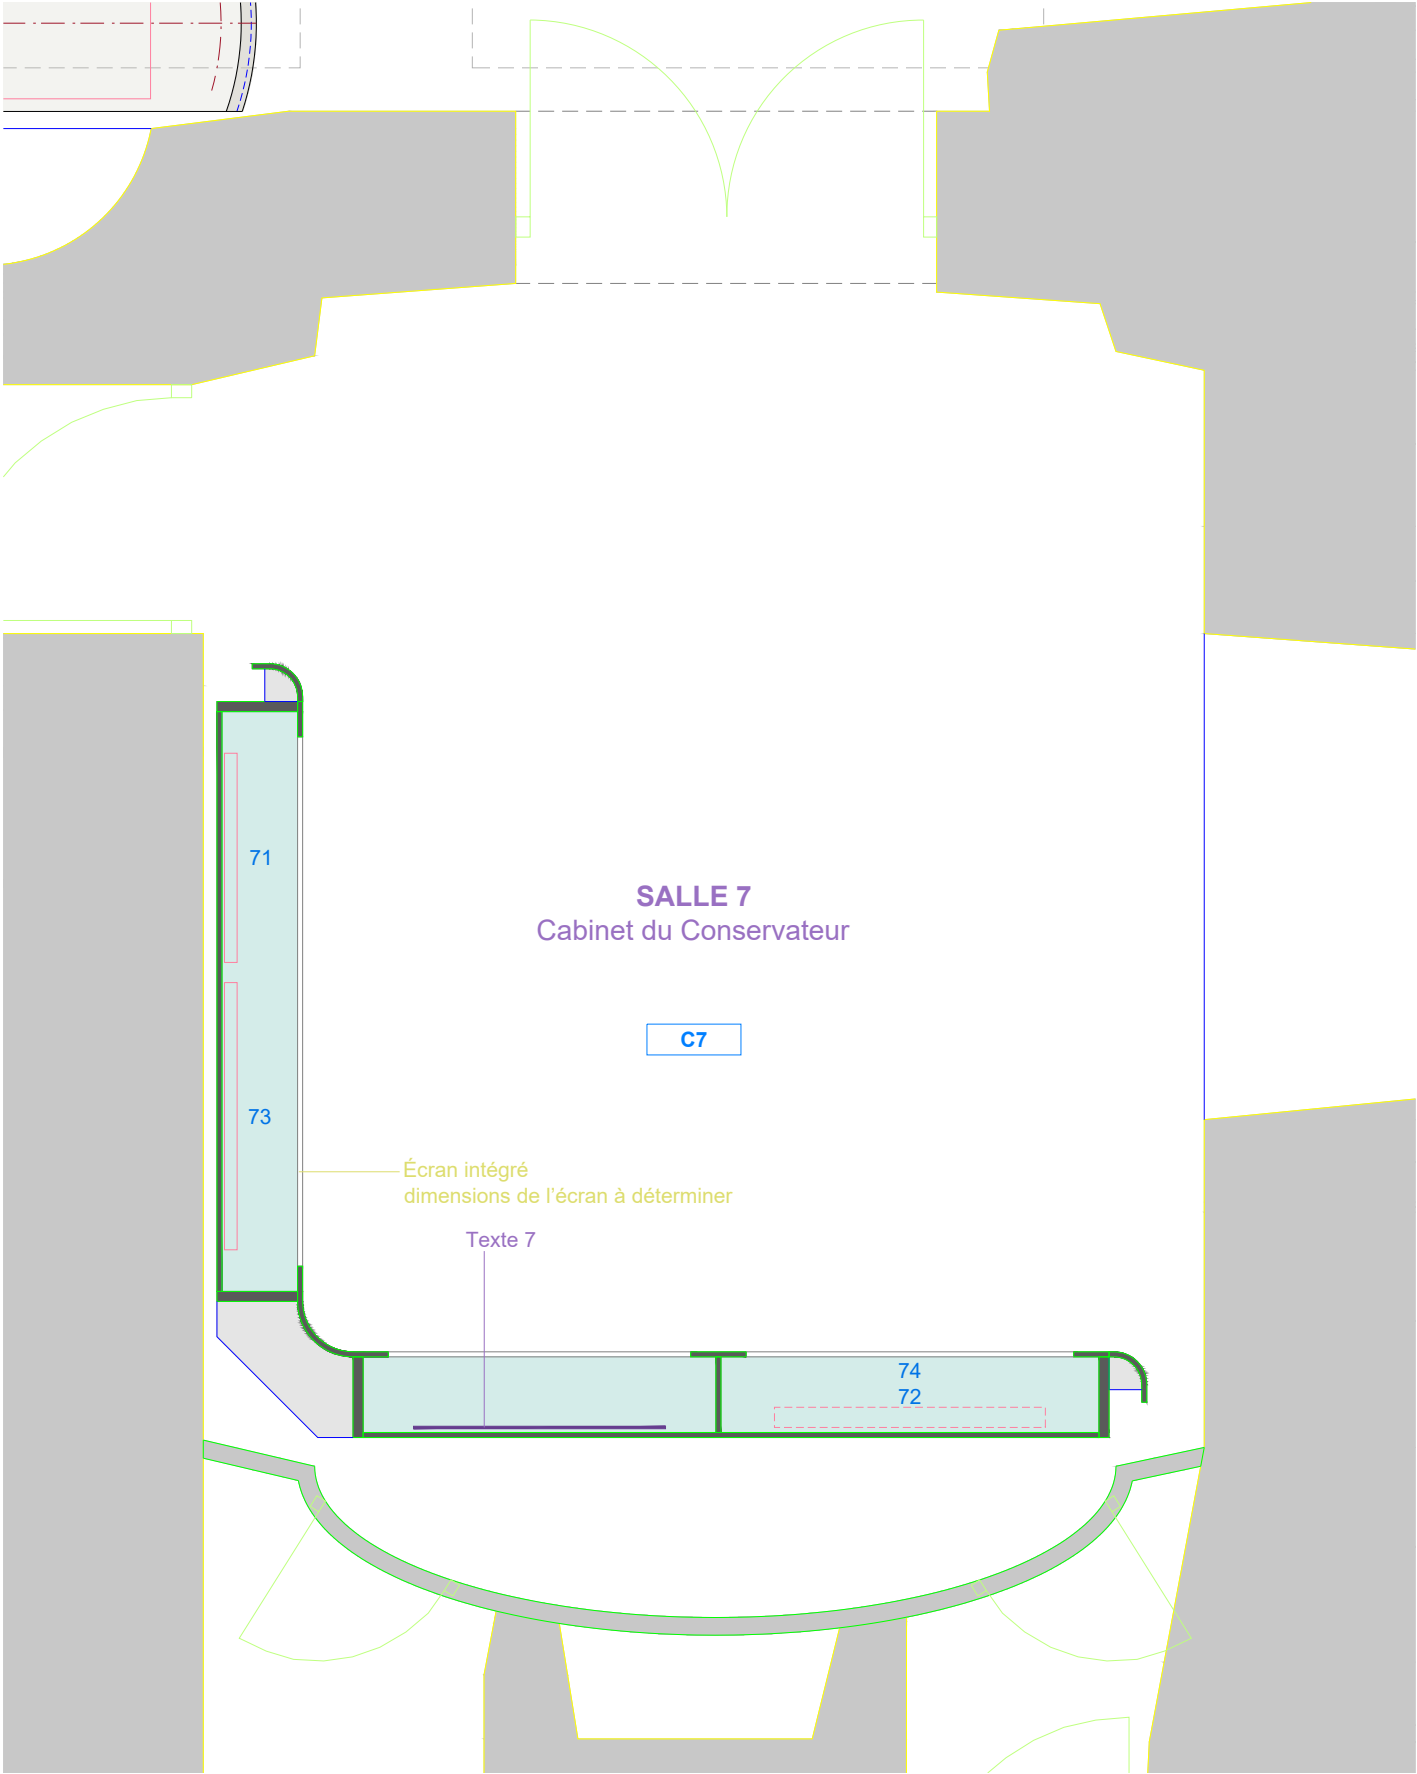 71
SALLE 7
Cabinet du Conservateur
C7
73
Écran intégré
dimensions de l'écran à déterminer
Texte 7
74
72